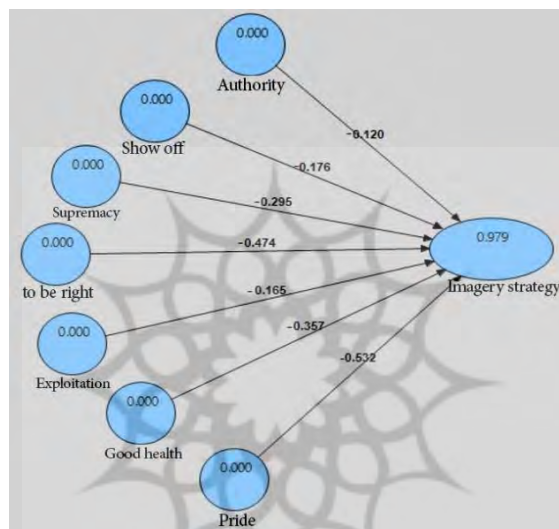 0.000
Authority
-0.120
0.000
Show off
-0.176
0.000
Supremacy
-0.295
0.000
to be right
-0.474
0.979
Imagery strategy
0.000
Exploitation
-0.165
0.000
Good health
-0.357
0.000
Pride
-0.532